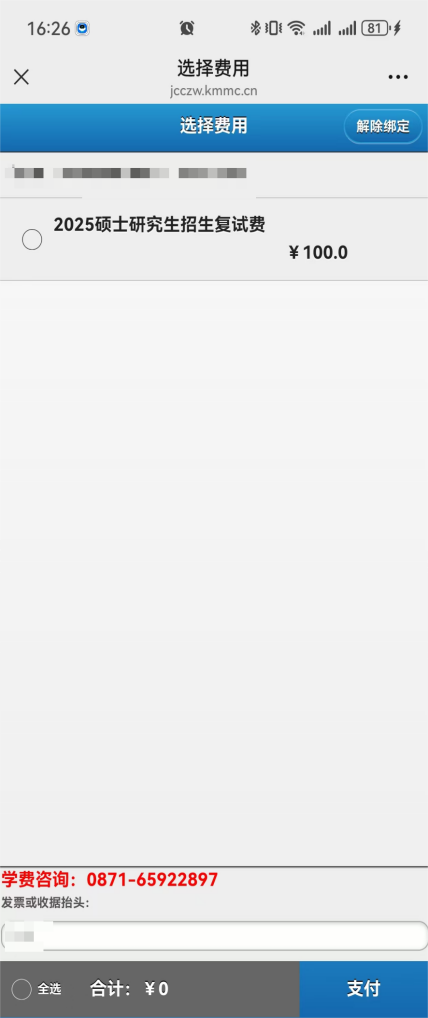 16:26
81
选择费用
jcczw.kmmc.cn
选择费用
解除绑定
2025硕士研究生招生复试费
¥100.0
学费咨询：0871-65922897
发票或收据抬头：
全选
合计：¥0
支付